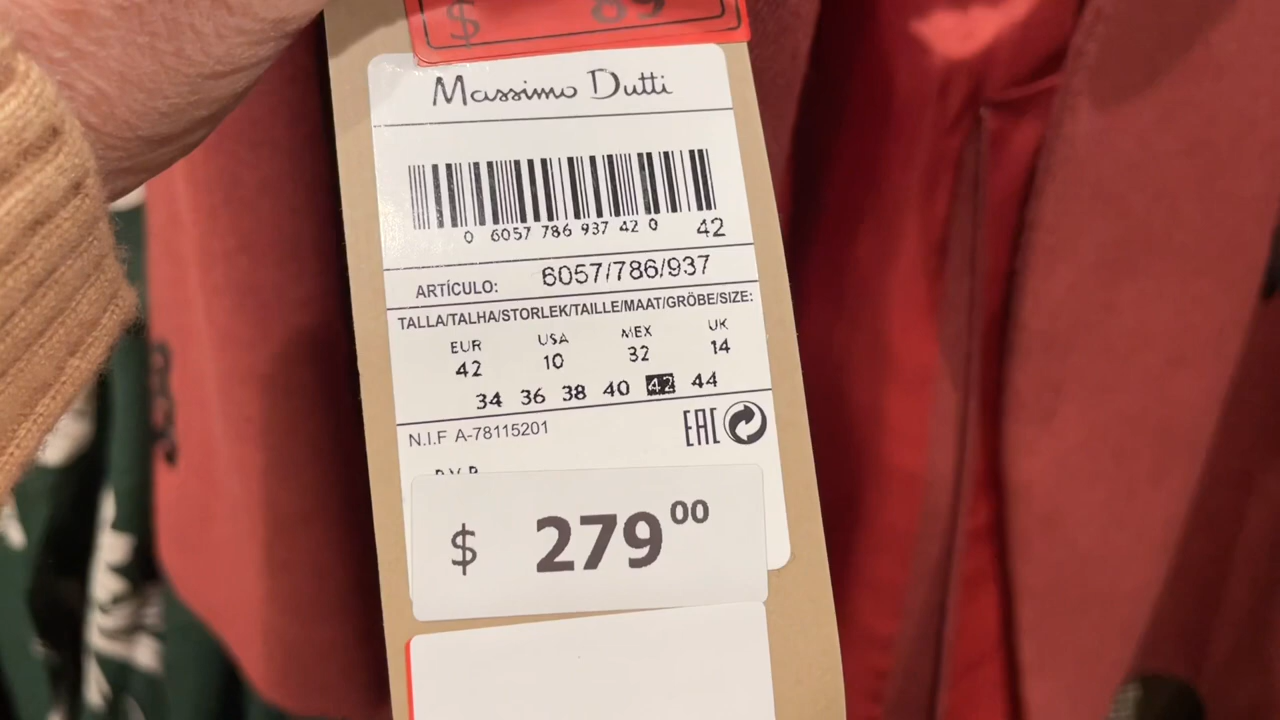 $ 89
Massimo Dutti
0 6057 786 937 42 0 42
ARTÍCULO: 6057/786/937
TALLA/TALHA/STORLEK/TAILLE/MAAT/GRÖBE/SIZE:
EUR USA MEX UK
42 10 32 14
34 36 38 40 42 44
N.I.F A-78115201 EAC
P.V.P
$ 279 00